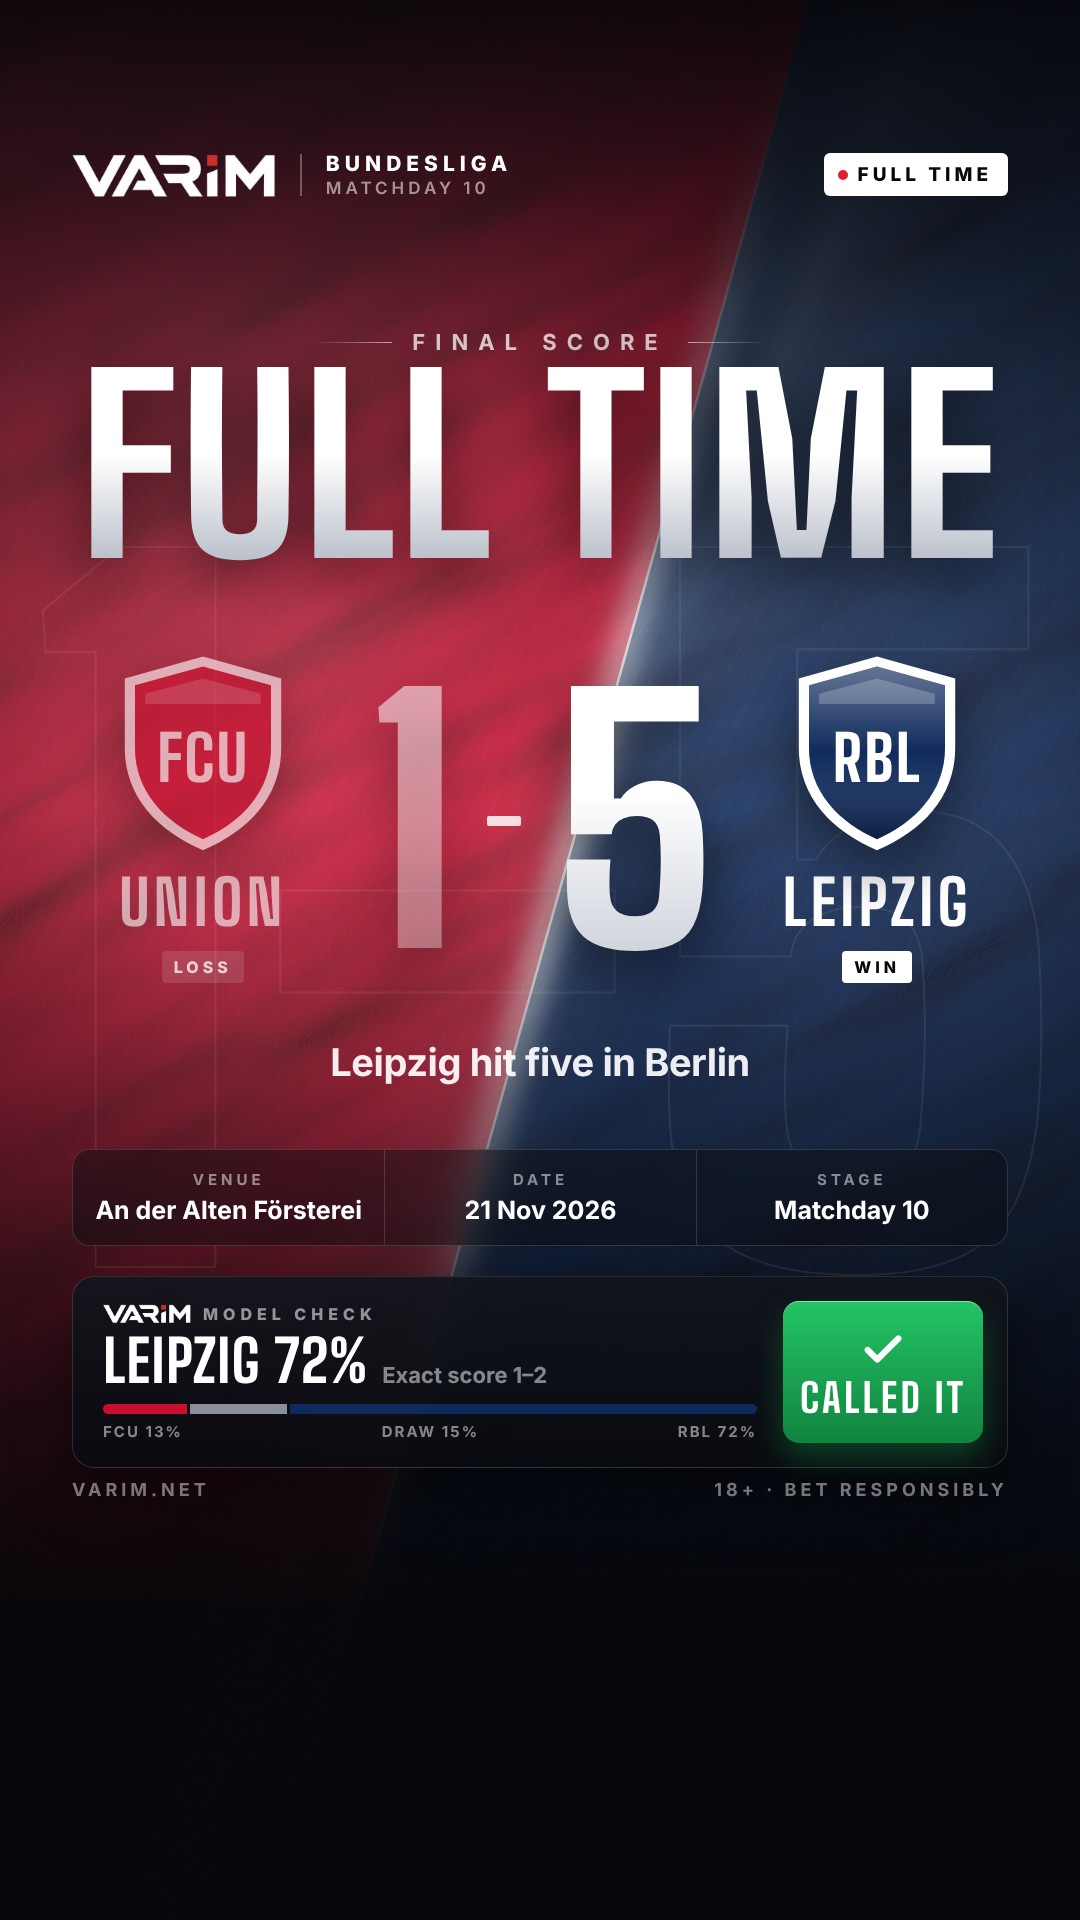 VARIM
BUNDESLIGA
MATCHDAY 10
FULL TIME
FINAL SCORE
FULL TIME
FCU
1 - 5
RBL
UNION
LEIPZIG
LOSS
WIN
Leipzig hit five in Berlin
VENUE
An der Alten Försterei
DATE
21 Nov 2026
STAGE
Matchday 10
VARIM MODEL CHECK
LEIPZIG 72% Exact score 1–2
FCU 13%
DRAW 15%
RBL 72%
CALLED IT
VARIM.NET
18+ · BET RESPONSIBLY